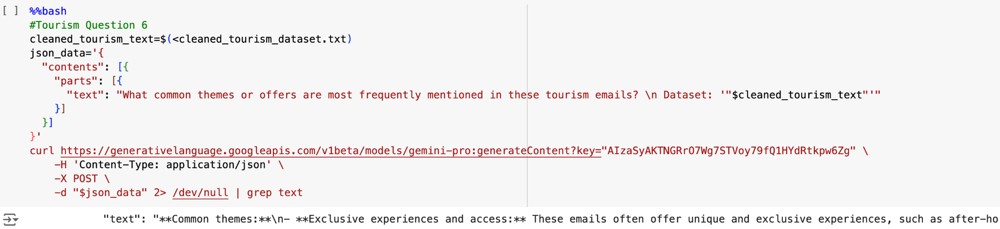 [ ] %%bash
#Tourism Question 6
cleaned_tourism_text=$(<cleaned_tourism_dataset.txt)
json_data='{
  "contents": [{
    "parts": [{
      "text": "What common themes or offers are most frequently mentioned in these tourism emails? \n Dataset: '"$cleaned_tourism_text"'"
    }]
  }]
}'
curl https://generativelanguage.googleapis.com/v1beta/models/gemini-pro:generateContent?key="AIzaSyAKTNGRrO7Wg7STVoy79fQ1HYdRtkpw6Zg" \
    -H 'Content-Type: application/json' \
    -X POST \
    -d "$json_data" 2> /dev/null | grep text
"text": "**Common themes:**\n- **Exclusive experiences and access:** These emails often offer unique and exclusive experiences, such as after-ho